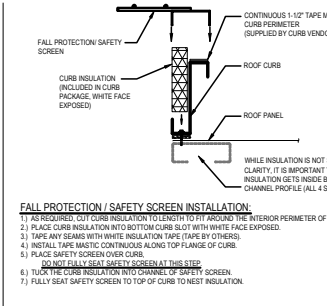 CONTINUOUS 1-1/2" TAPE M
CURB PERIMETER
(SUPPLIED BY CURB VENDO
FALL PROTECTION/ SAFETY
SCREEN
ROOF CURB
CURB INSULATION
(INCLUDED IN CURB
PACKAGE, WHITE FACE
EXPOSED)
ROOF PANEL
WHILE INSULATION IS NOT
CLARITY, IT IS IMPORTANT
INSULATION GETS INSIDE B
CHANNEL PROFILE (ALL 4 S
FALL PROTECTION / SAFETY SCREEN INSTALLATION:
1.) AS REQUIRED, CUT CURB INSULATION TO LENGTH TO FIT AROUND THE INTERIOR PERIMETER OF
2.) PLACE CURB INSULATION INTO BOTTOM CURB SLOT WITH WHITE FACE EXPOSED.
3.) TAPE ANY SEAMS WITH WHITE INSULATION TAPE (TAPE BY OTHERS).
4.) INSTALL TAPE MASTIC CONTINUOUS ALONG TOP FLANGE OF CURB.
5.) PLACE SAFETY SCREEN OVER CURB,
DO NOT FULLY SEAT SAFETY SCREEN AT THIS STEP.
6.) TUCK THE CURB INSULATION INTO CHANNEL OF SAFETY SCREEN.
7.) FULLY SEAT SAFETY SCREEN TO TOP OF CURB TO NEST INSULATION.